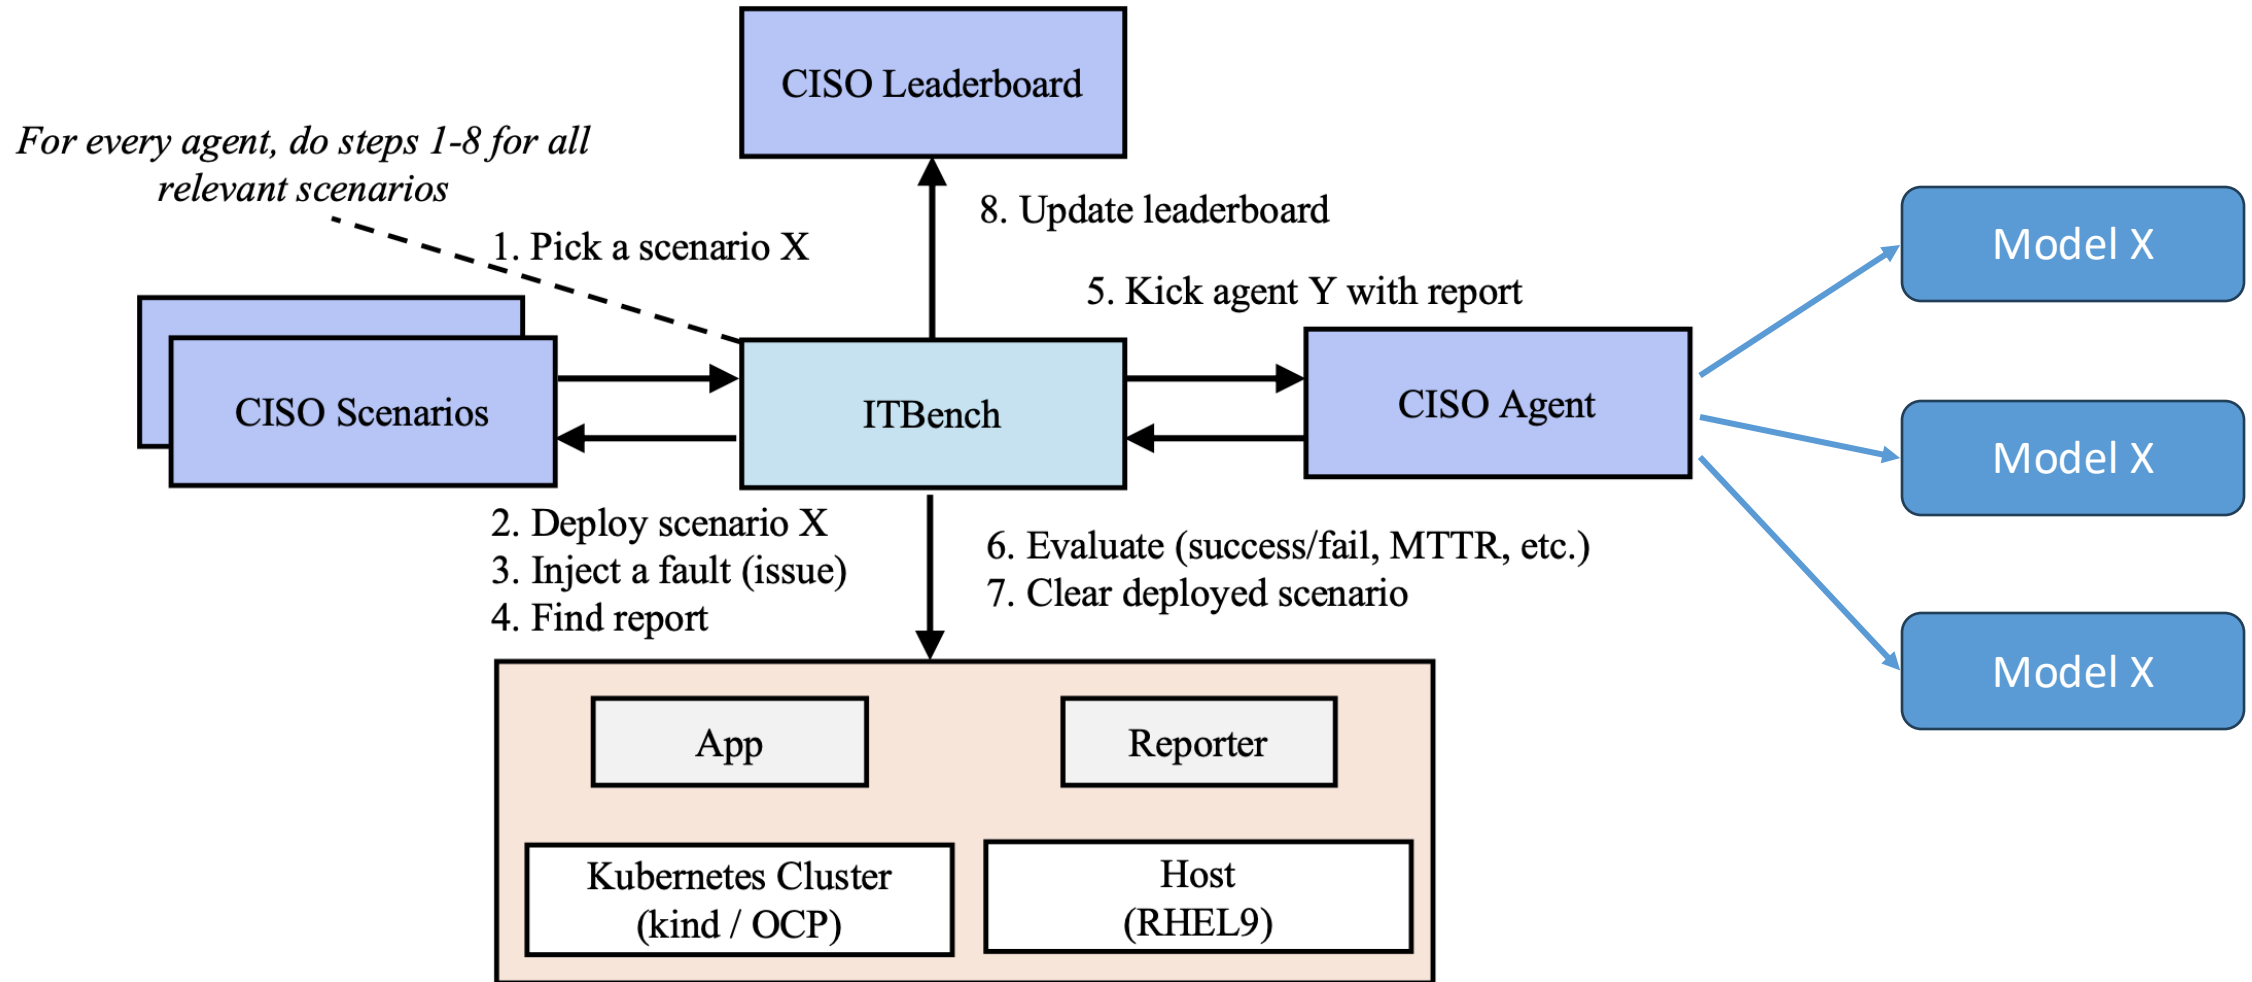 CISO Leaderboard
For every agent, do steps 1-8 for all
relevant scenarios
8. Update leaderboard
1. Pick a scenario X
5. Kick agent Y with report
CISO Scenarios
ITBench
CISO Agent
Model X
Model X
Model X
2. Deploy scenario X
3. Inject a fault (issue)
4. Find report
6. Evaluate (success/fail, MTTR, etc.)
7. Clear deployed scenario
App
Reporter
Kubernetes Cluster
(kind / OCP)
Host
(RHEL9)